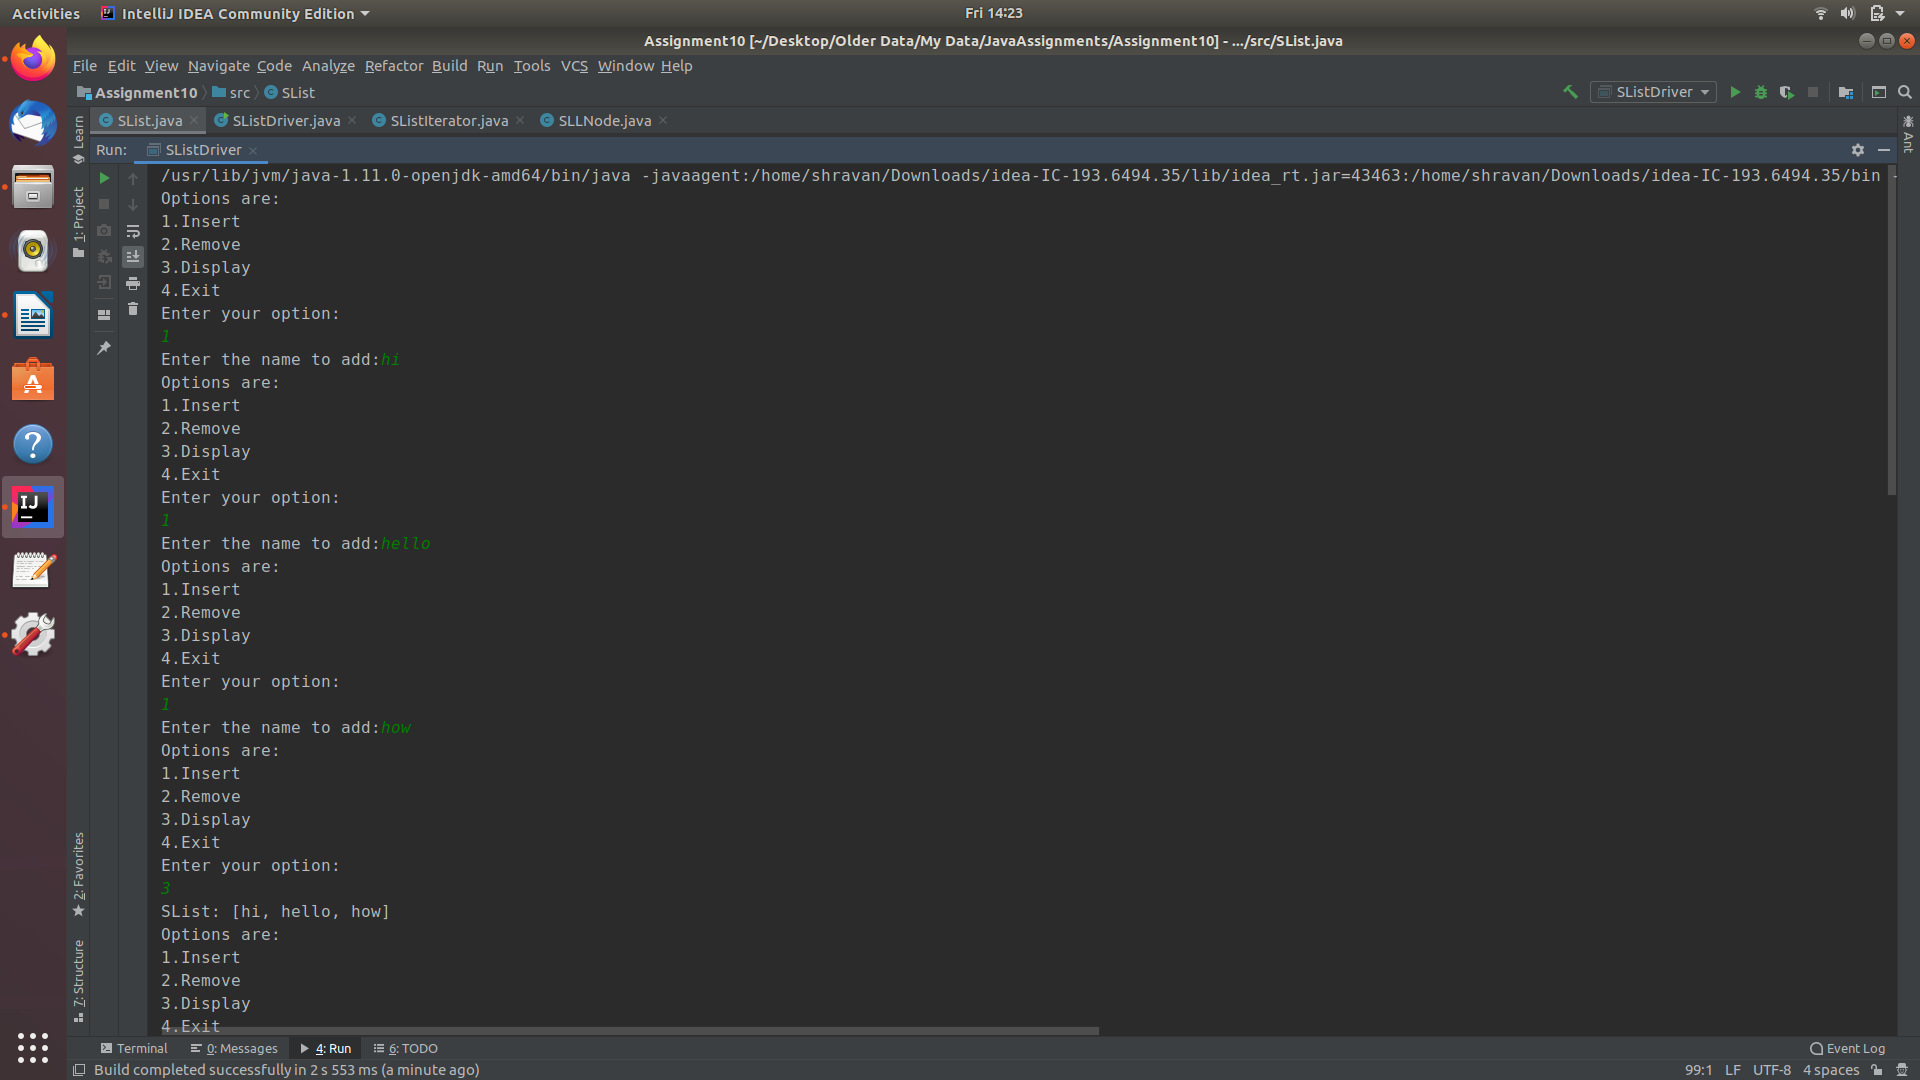 Activities IntelliJ IDEA Community Edition Fri 14:23
Assignment10 [~/Desktop/Older Data/My Data/JavaAssignments/Assignment10] - .../src/SList.java
File Edit View Navigate Code Analyze Refactor Build Run Tools VCS Window Help
Assignment10 src SList SListDriver
SList.java SListDriver.java SListIterator.java SLLNode.java
Learn
1: Project
2: Favorites
7: Structure
Ant
Run: SListDriver
/usr/lib/jvm/java-1.11.0-openjdk-amd64/bin/java -javaagent:/home/shravan/Downloads/idea-IC-193.6494.35/lib/idea_rt.jar=43463:/home/shravan/Downloads/idea-IC-193.6494.35/bin -
Options are:
1.Insert
2.Remove
3.Display
4.Exit
Enter your option:
1
Enter the name to add:hi
Options are:
1.Insert
2.Remove
3.Display
4.Exit
Enter your option:
1
Enter the name to add:hello
Options are:
1.Insert
2.Remove
3.Display
4.Exit
Enter your option:
1
Enter the name to add:how
Options are:
1.Insert
2.Remove
3.Display
4.Exit
Enter your option:
3
SList: [hi, hello, how]
Options are:
1.Insert
2.Remove
3.Display
4.Exit
Terminal 0: Messages 4: Run 6: TODO Event Log
Build completed successfully in 2 s 553 ms (a minute ago) 99:1 LF UTF-8 4 spaces